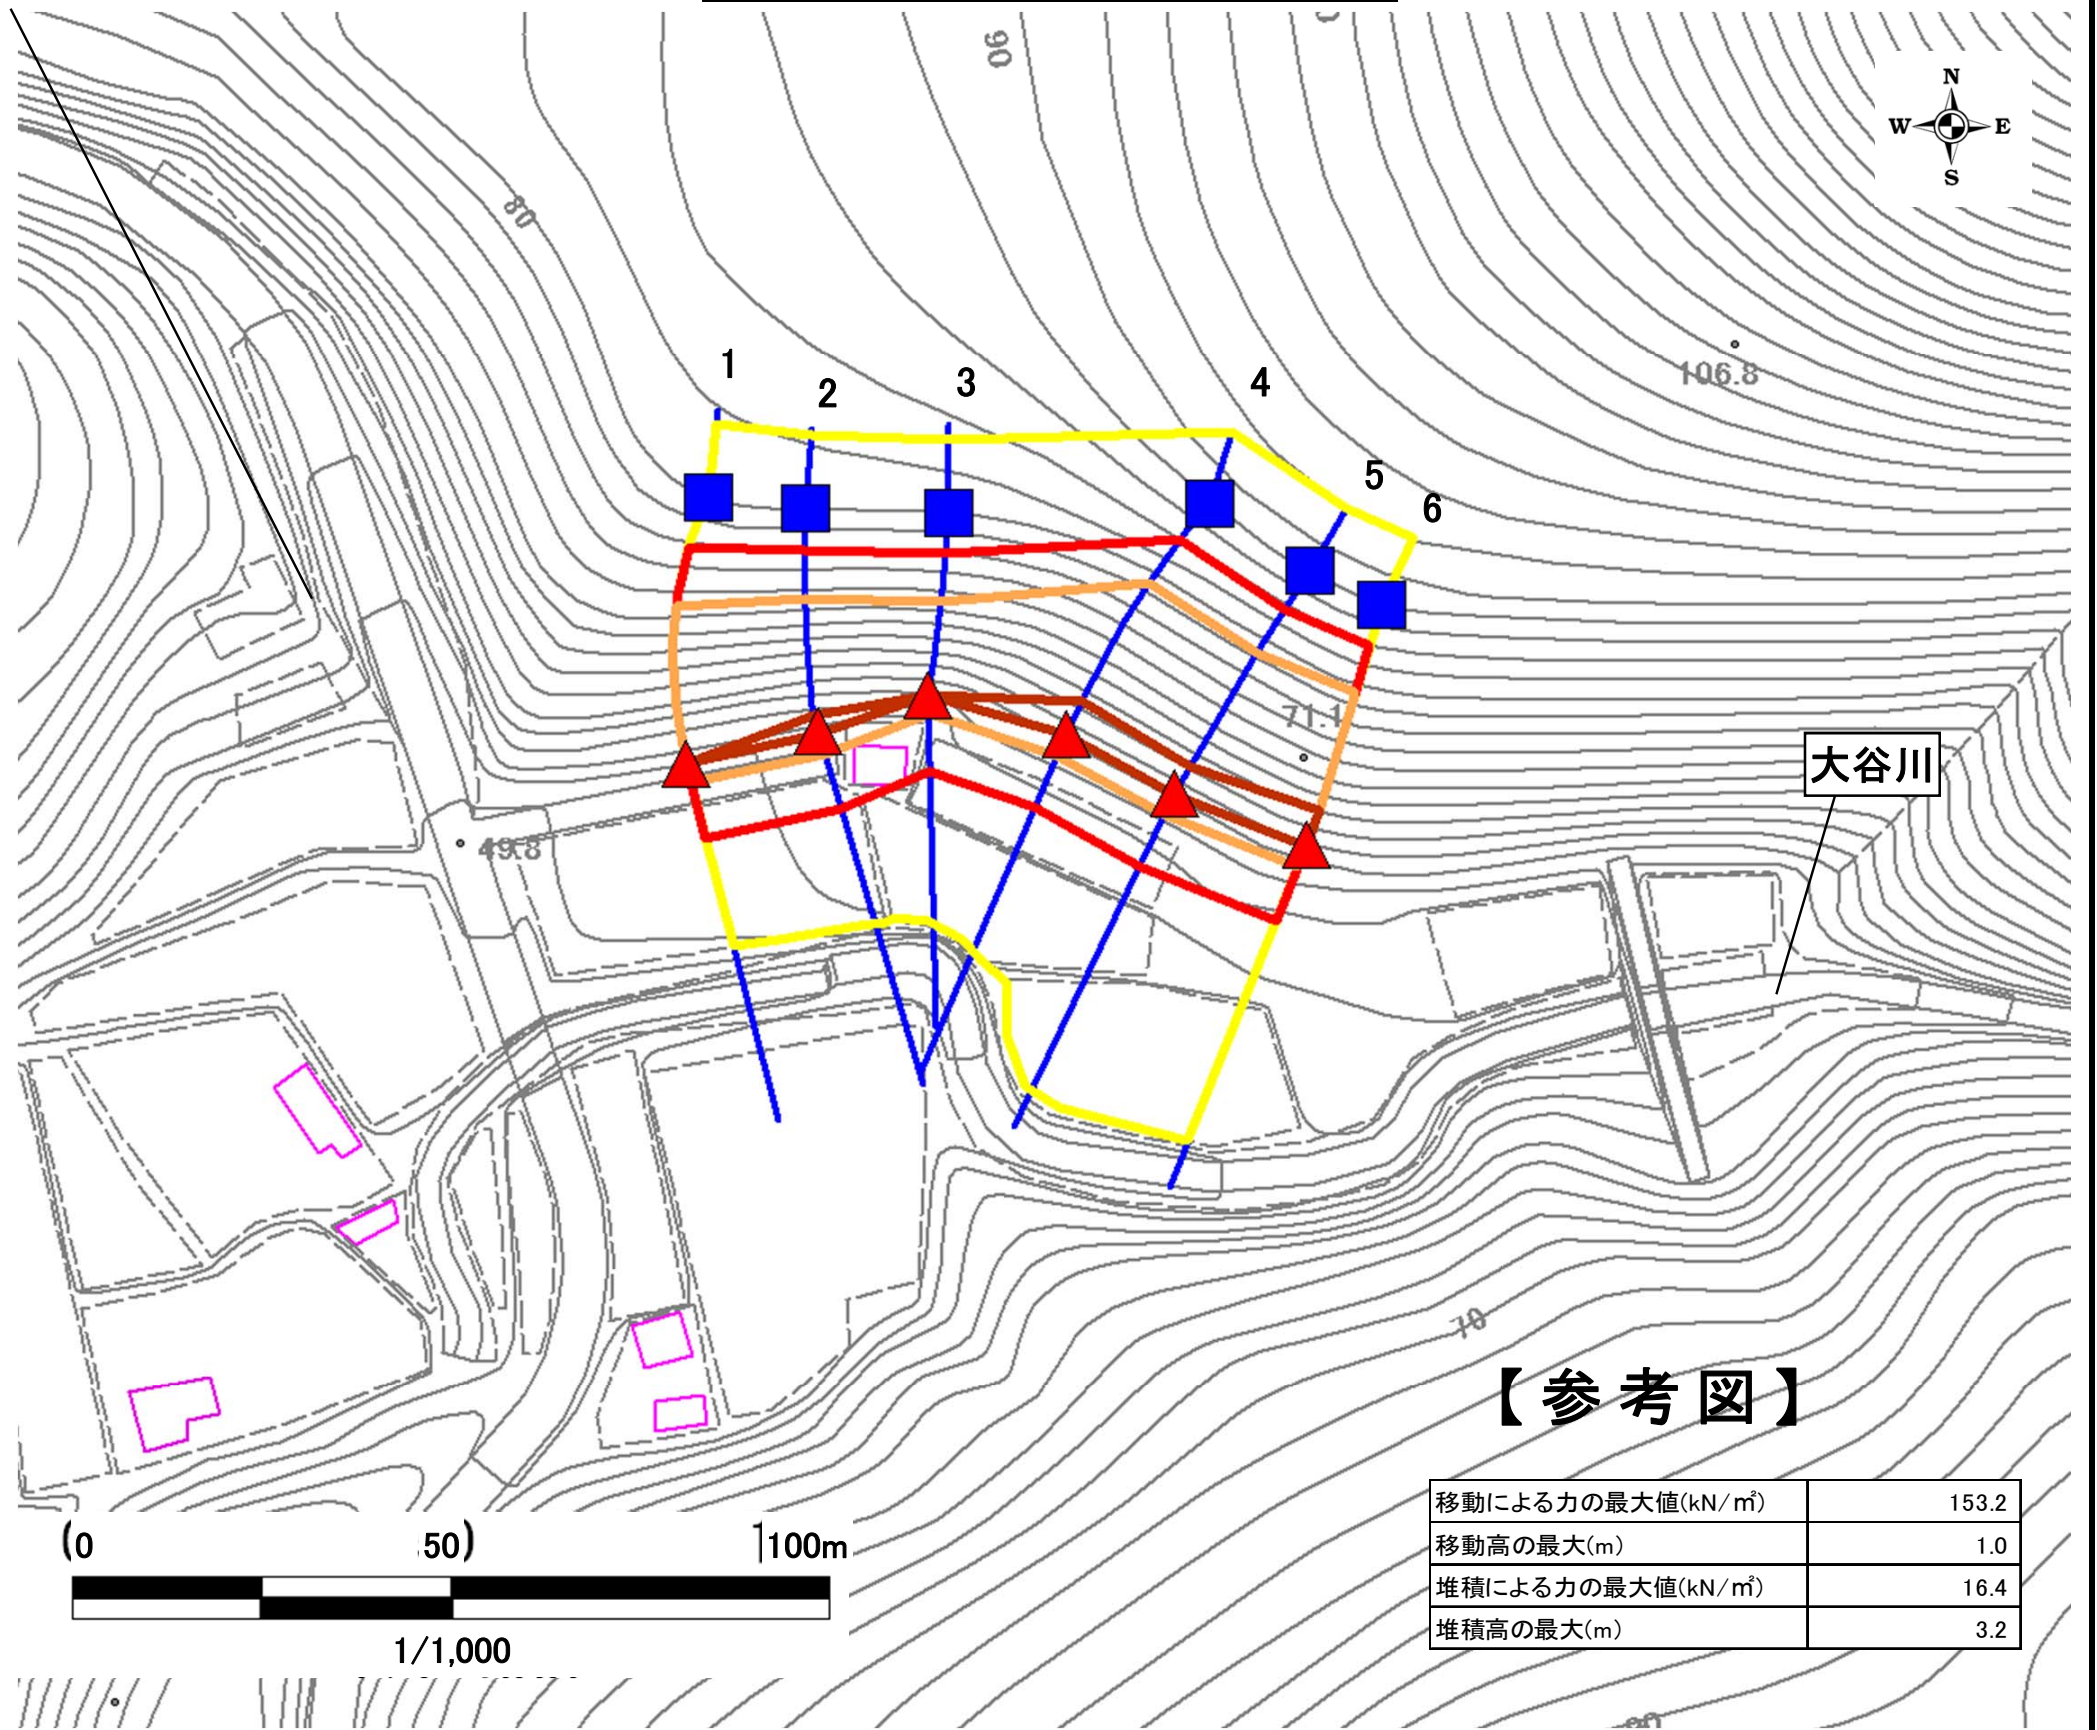 90
N
W E
S
80
106.8
1
2
3
4
5
6
71.1
大谷川
49.8
70
【参考図】
移動による力の最大値(kN/㎡) 153.2
移動高の最大(m) 1.0
堆積による力の最大値(kN/㎡) 16.4
堆積高の最大(m) 3.2
0 50 100m
1/1,000